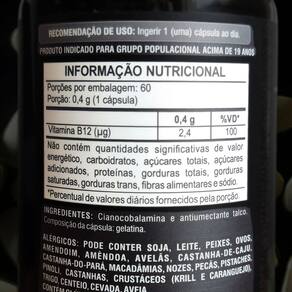 RECOMENDAÇÃO DE USO: Ingerir 1 (uma) cápsula ao dia.
PRODUTO INDICADO PARA GRUPO POPULACIONAL ACIMA DE 19 ANOS
INFORMAÇÃO NUTRICIONAL
Porções por embalagem: 60
Porção: 0,4 g (1 cápsula)
0,4 g %VD*
Vitamina B12 (µg) 2,4 100
Não contém quantidades significativas de valor
energético, carboidratos, açúcares totais, açúcares
adicionados, proteínas, gorduras totais, gorduras
saturadas, gorduras trans, fibras alimentares e sódio.
*Percentual de valores diários fornecidos pela porção.
INGREDIENTES: Cianocobalamina e antiumectante talco.
Composição da cápsula: gelatina.
ALÉRGICOS: PODE CONTER SOJA, LEITE, PEIXES, OVOS,
AMENDOIM, AMÊNDOA, AVELÃS, CASTANHA-DE-CAJU,
CASTANHA-DO-PARÁ, MACADÂMIAS, NOZES, PECÃS, PISTACHES,
PINOLI, CASTANHAS, CRUSTÁCEOS (KRILL E CARANGUEJO),
TRIGO, CENTEIO, CEVADA, AVEIA